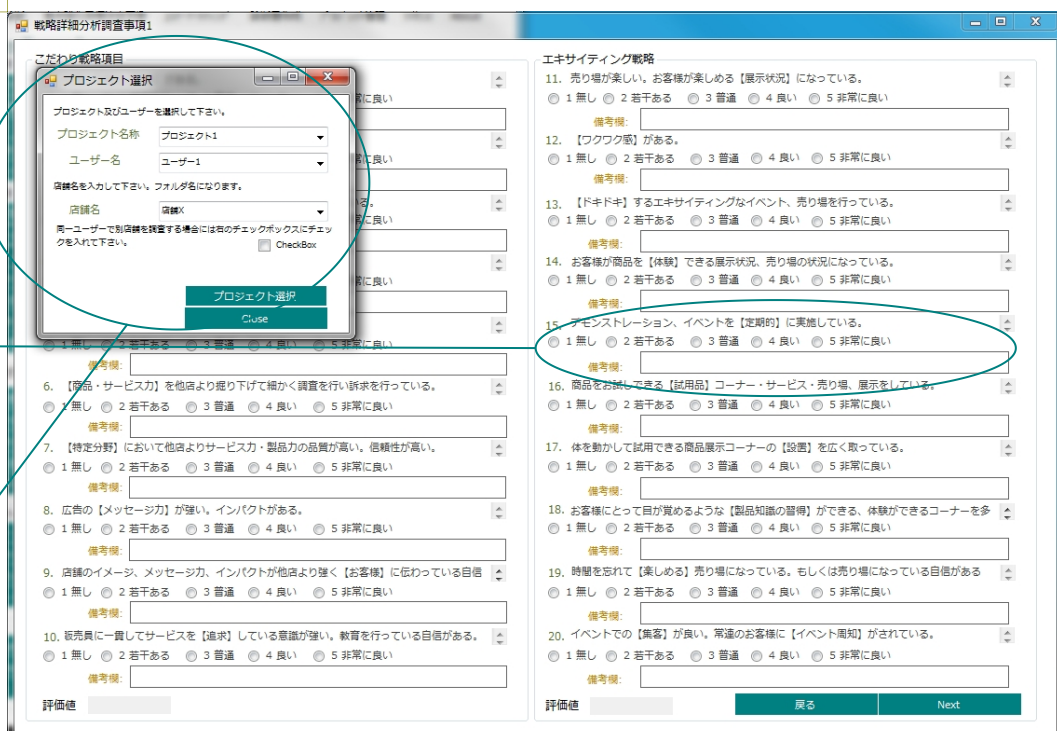 戦略詳細分析調査事項1
こだわり戦略項目
プロジェクト選択
プロジェクト及びユーザーを選択して下さい。
プロジェクト名称 プロジェクト1
ユーザー名 ユーザー1
店舗名を入力して下さい。フォルダ名になります。
店舗名 店舗X
同一ユーザーで別店舗を調査する場合には右のチェックボックスにチェッ
クを入れて下さい。 CheckBox
プロジェクト選択
Close
常に良い
常に良い
る。
常に良い
常に良い
1 無し 2 若干ある 3 普通 4 良い 5 非常に良い
備考欄:
6. 【商品・サービス力】を他店より掘り下げて細かく調査を行い訴求を行っている。
1 無し 2 若干ある 3 普通 4 良い 5 非常に良い
備考欄:
7. 【特定分野】において他店よりサービス力・製品力の品質が高い。信頼性が高い。
1 無し 2 若干ある 3 普通 4 良い 5 非常に良い
備考欄:
8. 広告の【メッセージ力】が強い。インパクトがある。
1 無し 2 若干ある 3 普通 4 良い 5 非常に良い
備考欄:
9. 店舗のイメージ、メッセージ力、インパクトが他店より強く【お客様】に伝わっている自信
1 無し 2 若干ある 3 普通 4 良い 5 非常に良い
備考欄:
10. 販売員に一貫してサービスを【追求】している意識が強い。教育を行っている自信がある。
1 無し 2 若干ある 3 普通 4 良い 5 非常に良い
備考欄:
評価値
エキサイティング戦略
11. 売り場が楽しい。お客様が楽しめる【展示状況】になっている。
1 無し 2 若干ある 3 普通 4 良い 5 非常に良い
備考欄:
12. 【ワクワク感】がある。
1 無し 2 若干ある 3 普通 4 良い 5 非常に良い
備考欄:
13. 【ドキドキ】するエキサイティングなイベント、売り場を行っている。
1 無し 2 若干ある 3 普通 4 良い 5 非常に良い
備考欄:
14. お客様が商品を【体験】できる展示状況、売り場の状況になっている。
1 無し 2 若干ある 3 普通 4 良い 5 非常に良い
備考欄:
15. デモンストレーション、イベントを【定期的】に実施している。
1 無し 2 若干ある 3 普通 4 良い 5 非常に良い
備考欄:
16. 商品をお試しできる【試用品】コーナー・サービス・売り場、展示をしている。
1 無し 2 若干ある 3 普通 4 良い 5 非常に良い
備考欄:
17. 体を動かして試用できる商品展示コーナーの【設置】を広く取っている。
1 無し 2 若干ある 3 普通 4 良い 5 非常に良い
備考欄:
18. お客様にとって目が覚めるような【製品知識の習得】ができる、体験ができるコーナーを多
1 無し 2 若干ある 3 普通 4 良い 5 非常に良い
備考欄:
19. 時間を忘れて【楽しめる】売り場になっている。もしくは売り場になっている自信がある
1 無し 2 若干ある 3 普通 4 良い 5 非常に良い
備考欄:
20. イベントでの【集客】が良い。常連のお客様に【イベント周知】がされている。
1 無し 2 若干ある 3 普通 4 良い 5 非常に良い
備考欄:
評価値
戻る Next